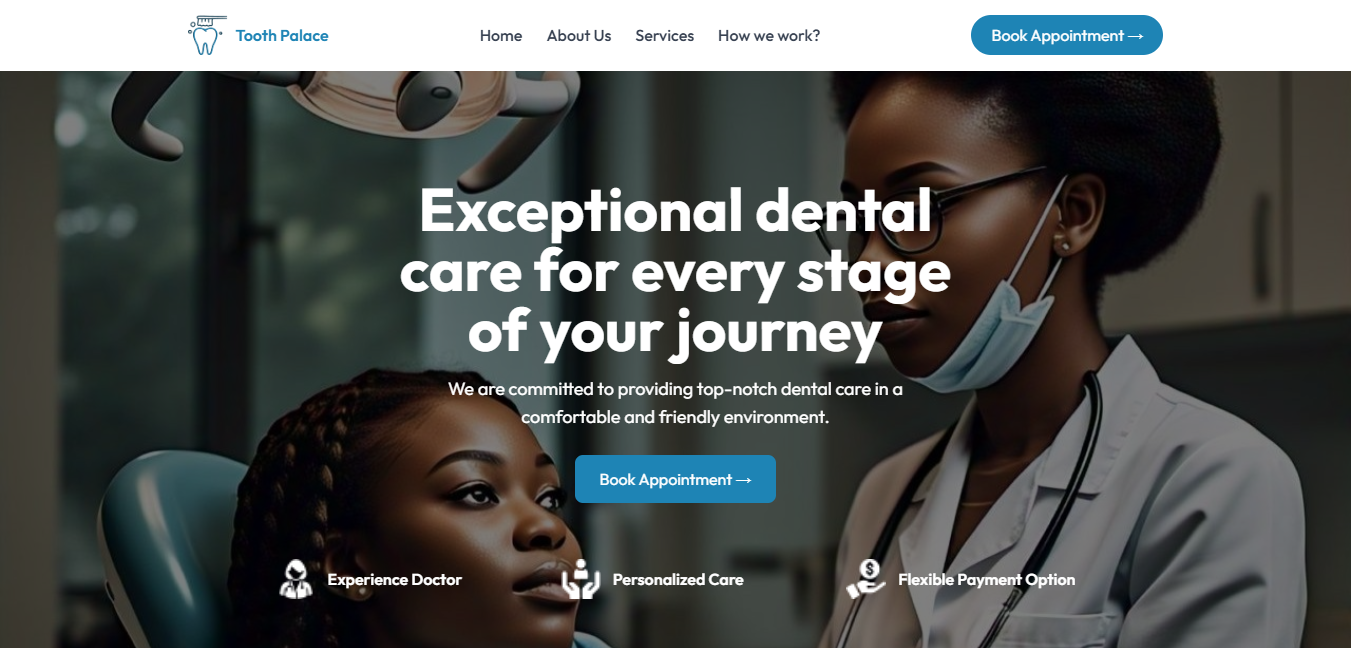 Tooth Palace
Home
About Us
Services
How we work?
Book Appointment →
Exceptional dental
care for every stage
of your journey
We are committed to providing top-notch dental care in a
comfortable and friendly environment.
Book Appointment →
Experience Doctor
Personalized Care
Flexible Payment Option